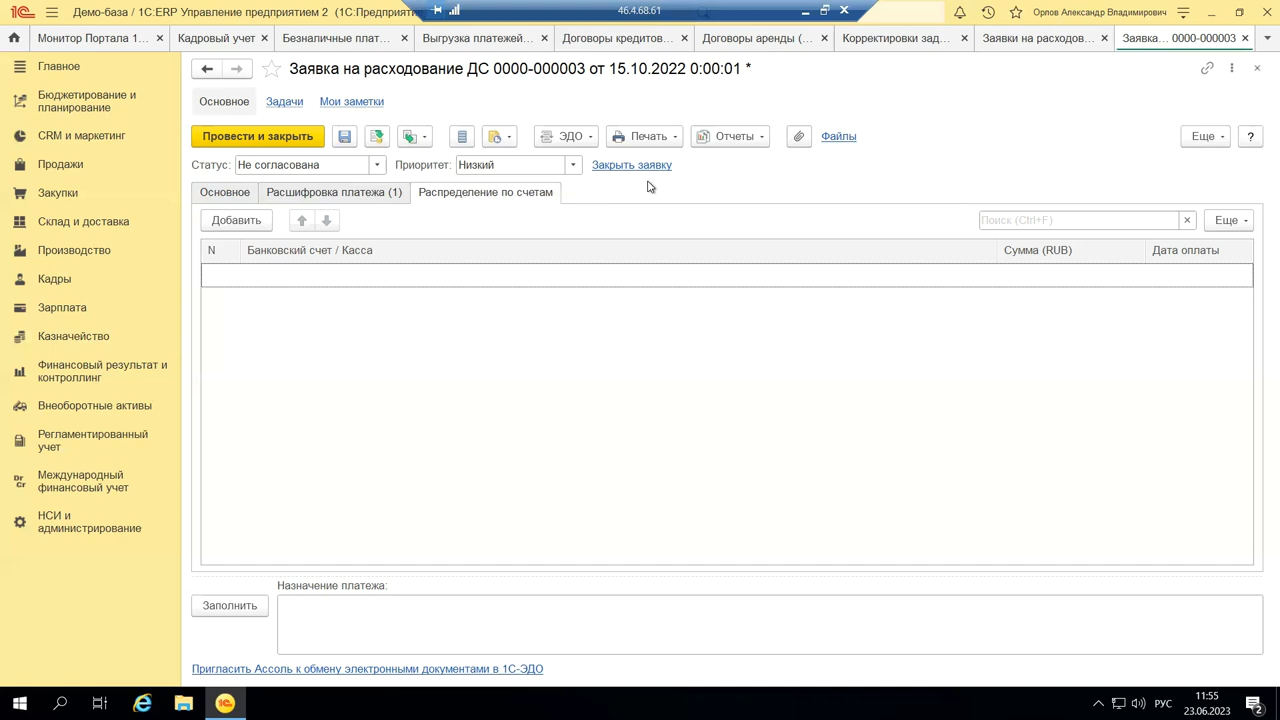 Демо-база / 1С:ERP Управление предприятием 2 (1С:Предприяти
46.4.68.61
Орлов Александр Владимирович
Монитор Портала 1... ×
Кадровый учет ×
Безналичные плат... ×
Выгрузка платежей... ×
Договоры кредитов... ×
Договоры аренды (... ×
Корректировки зад... ×
Заявки на расходов... ×
Заявка... 0000-000003 ×
Главное
Бюджетирование и
планирование
CRM и маркетинг
Продажи
Закупки
Склад и доставка
Производство
Кадры
Зарплата
Казначейство
Финансовый результат и
контроллинг
Внеоборотные активы
Регламентированный
учет
Международный
финансовый учет
НСИ и
администрирование
Заявка на расходование ДС 0000-000003 от 15.10.2022 0:00:01 *
Основное Задачи Мои заметки
Провести и закрыть ЭДО Печать Отчеты Файлы Еще ?
Статус: Не согласована Приоритет: Низкий Закрыть заявку
Основное Расшифровка платежа (1) Распределение по счетам
Добавить Поиск (Ctrl+F) × Еще
N Банковский счет / Касса Сумма (RUB) Дата оплаты
Назначение платежа:
Заполнить
Пригласить Ассоль к обмену электронными документами в 1С-ЭДО
РУС
11:55
23.06.2023
2